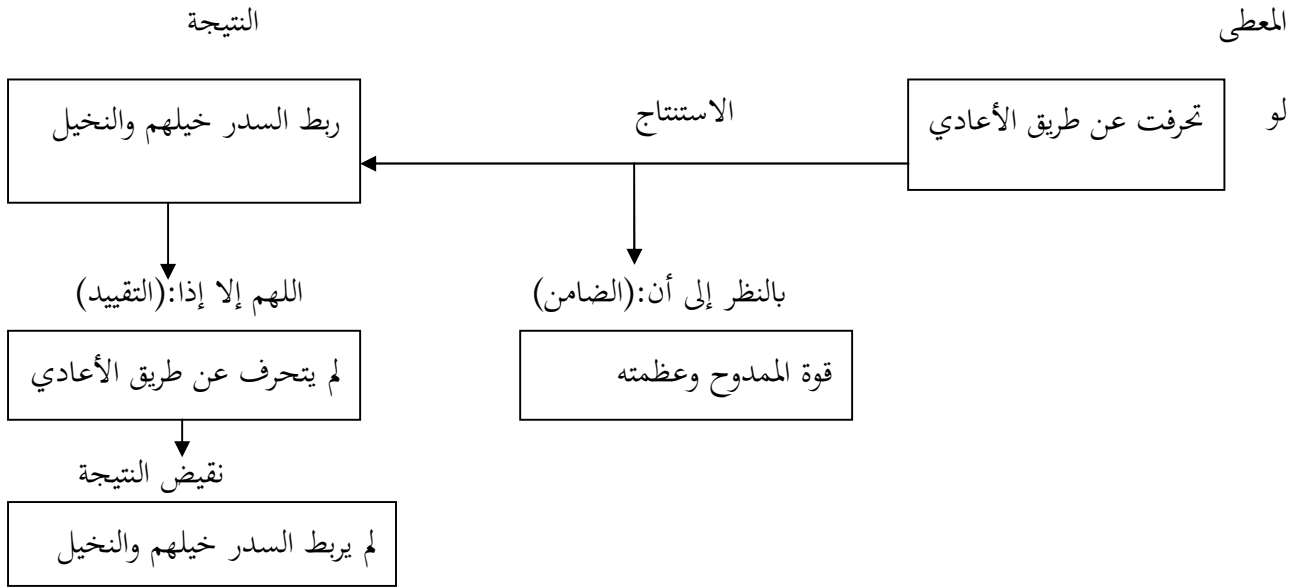 المعطى
النتيجة
لو
تحرفت عن طريق الأعادي
الاستنتاج
ربط السدر خيلهم والنخيل
بالنظر إلى أن:(الضامن)
اللهم إلا إذا:(التقييد)
قوة الممدوح وعظمته
لم يتحرف عن طريق الأعادي
نقيض النتيجة
لم يربط السدر خيلهم والنخيل